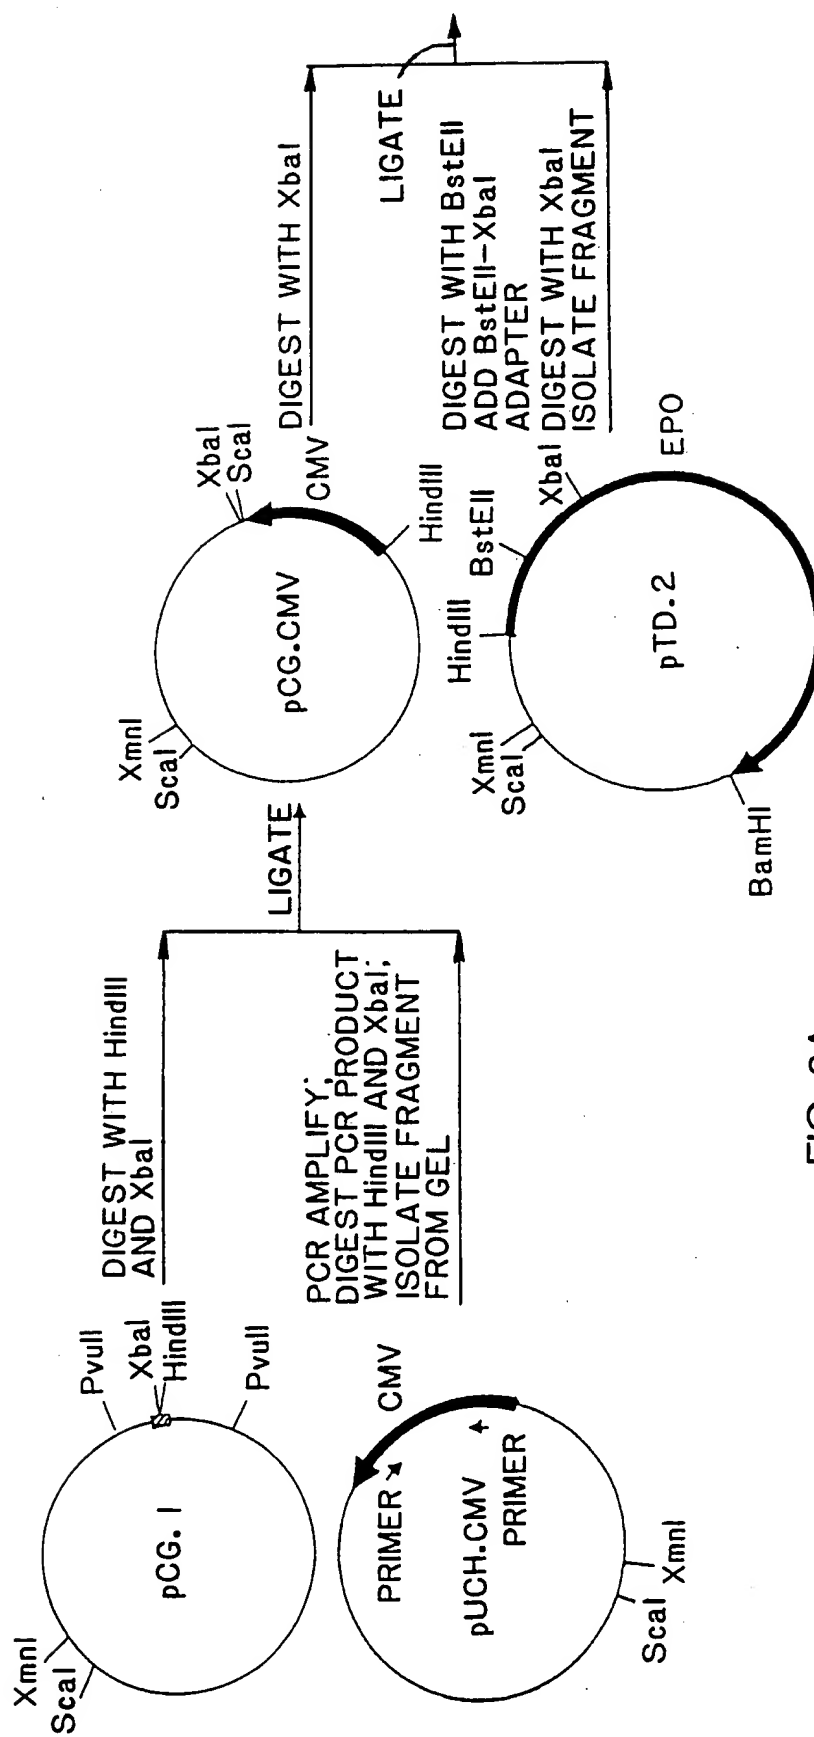 XmnI
ScaI
pCG.1
PvuII
XbaI
HindIII
PvuII
DIGEST WITH HindIII
AND XbaI
PRIMER
pUCH.CMV
PRIMER
CMV
ScaI
XmnI
PCR AMPLIFY;
DIGEST PCR PRODUCT
WITH HindIII AND XbaI;
ISOLATE FRAGMENT
FROM GEL
LIGATE
XmnI
ScaI
pCG.CMV
XbaI
ScaI
CMV
HindIII
DIGEST WITH XbaI
XmnI
ScaI
HindIII
BstEII
XbaI
pTD.2
EPO
BamHI
DIGEST WITH BstEII
ADD BstEII-XbaI
ADAPTER
DIGEST WITH XbaI
ISOLATE FRAGMENT
LIGATE